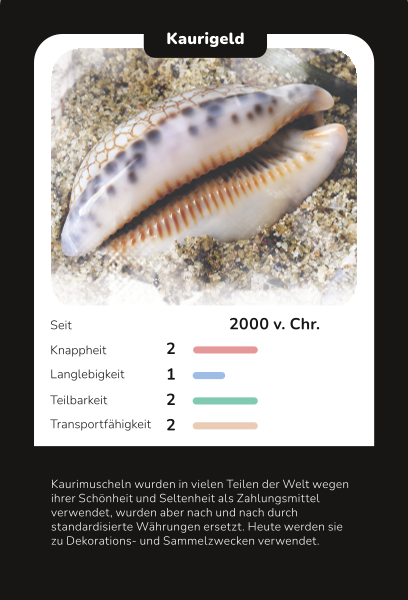 Kaurigeld
Seit 2000 v. Chr.
Knappheit 2
Langlebigkeit 1
Teilbarkeit 2
Transportfähigkeit 2
Kaurimuscheln wurden in vielen Teilen der Welt wegen
ihrer Schönheit und Seltenheit als Zahlungsmittel
verwendet, wurden aber nach und nach durch
standardisierte Währungen ersetzt. Heute werden sie
zu Dekorations- und Sammelzwecken verwendet.